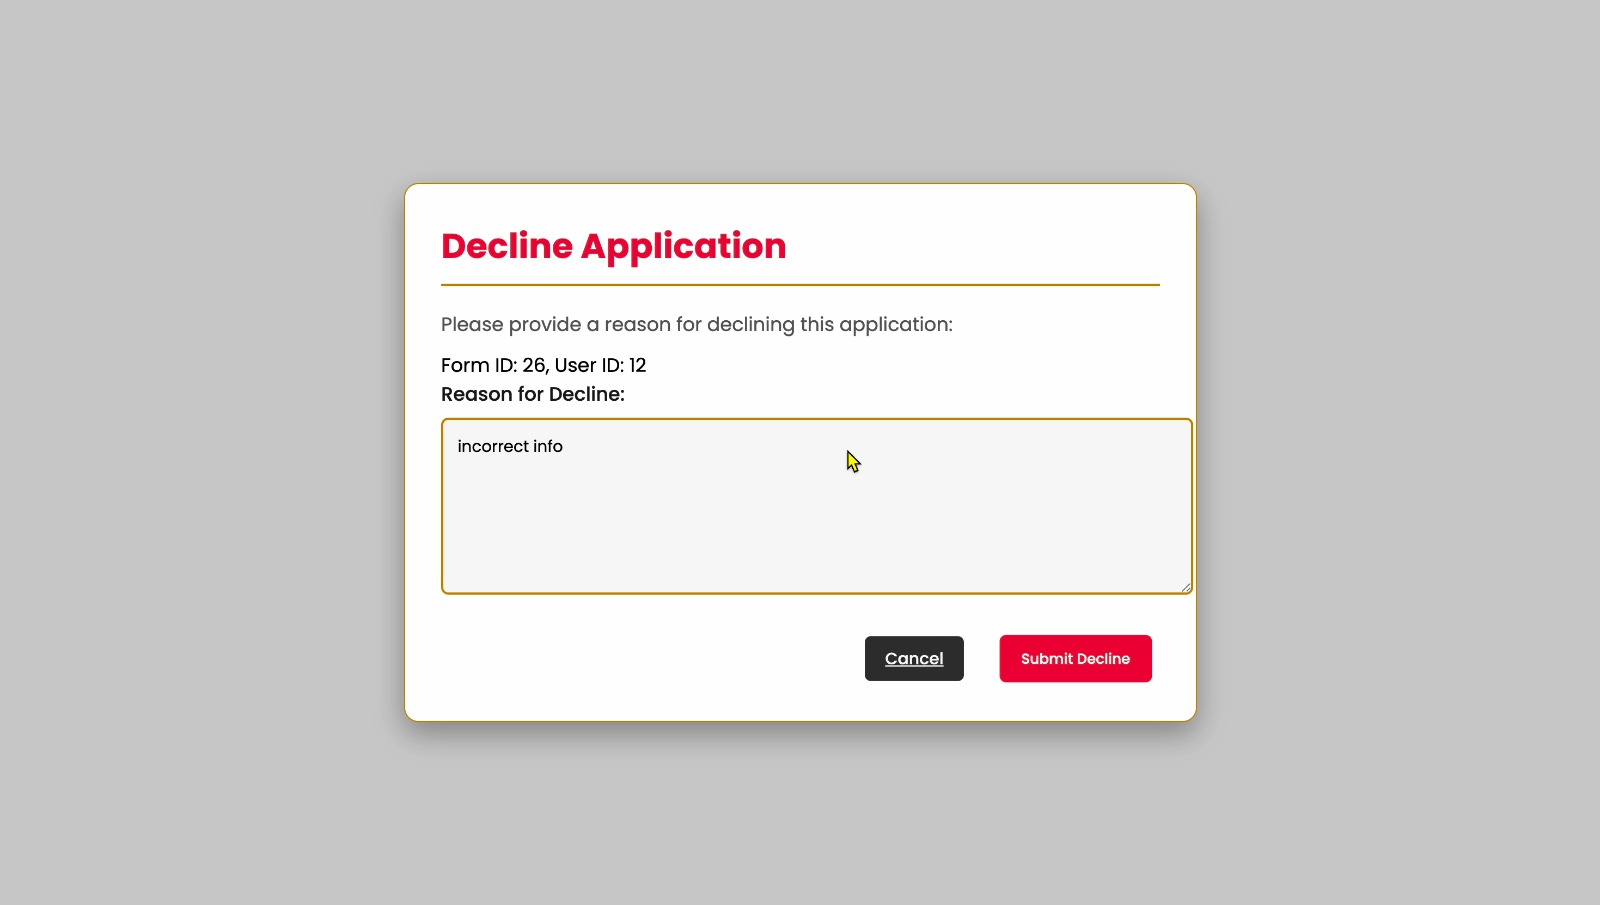 Decline Application
Please provide a reason for declining this application:
Form ID: 26, User ID: 12
Reason for Decline:
incorrect info
Cancel
Submit Decline